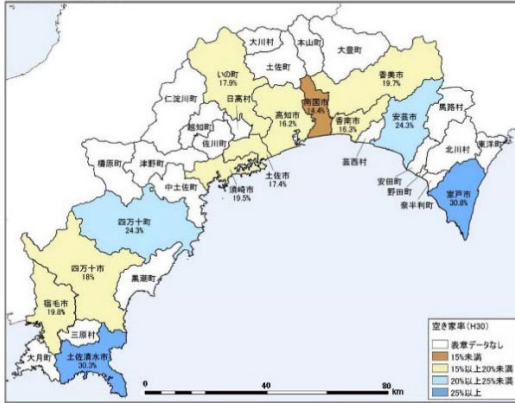 大川村
本山町
大豊町
土佐町
いの町
17.9%
香美市
19.7%
仁淀川町
日高村
高知市
16.2%
南国市
14.4%
香南市
16.3%
安芸市
24.3%
馬路村
越知町
佐川町
北川村
東洋町
檮原町
津野町
芸西村
安田町
野田町
奈半利町
中土佐町
須崎市
19.5%
土佐市
17.4%
室戸市
30.8%
四万十町
24.3%
四万十市
18%
黒潮町
宿毛市
19.8%
三原村
大月町
土佐清水市
30.3%
0
40
80
km
空き家率(H30)
表章データなし
15%未満
15%以上20%未満
20%以上25%未満
25%以上